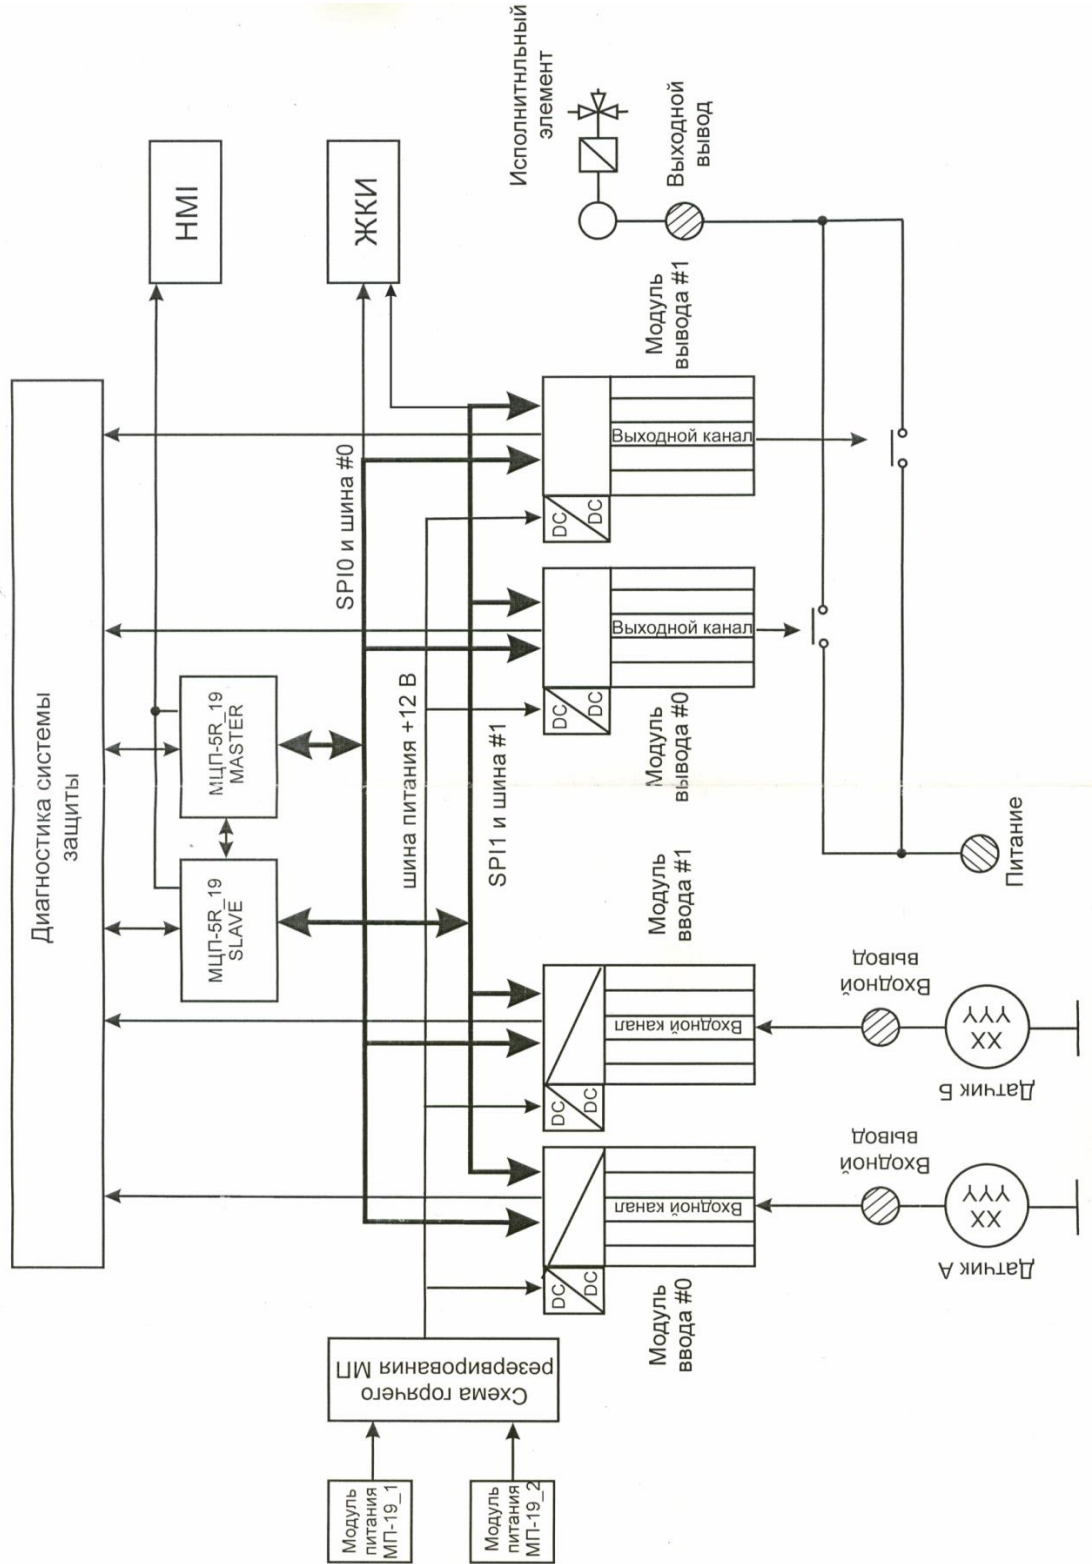 Диагностика системы
защиты
HMI
ЖКИ
МЦП-5R_19
SLAVE
МЦП-5R_19
MASTER
SPI0 и шина #0
шина питания +12 В
SPI1 и шина #1
Модуль
питания
МП-19_1
Модуль
питания
МП-19_2
Схема горячего
резервирования МП
DC
DC
DC
DC
DC
DC
DC
DC
Модуль
ввода #0
Входной канал
Модуль
ввода #1
Входной канал
Модуль
вывода #0
Выходной канал
Модуль
вывода #1
Выходной канал
Входной
вывод
Входной
вывод
XX
YYY
XX
YYY
Датчик А
Датчик Б
Питание
Выходной
вывод
Исполнитнльный
элемент